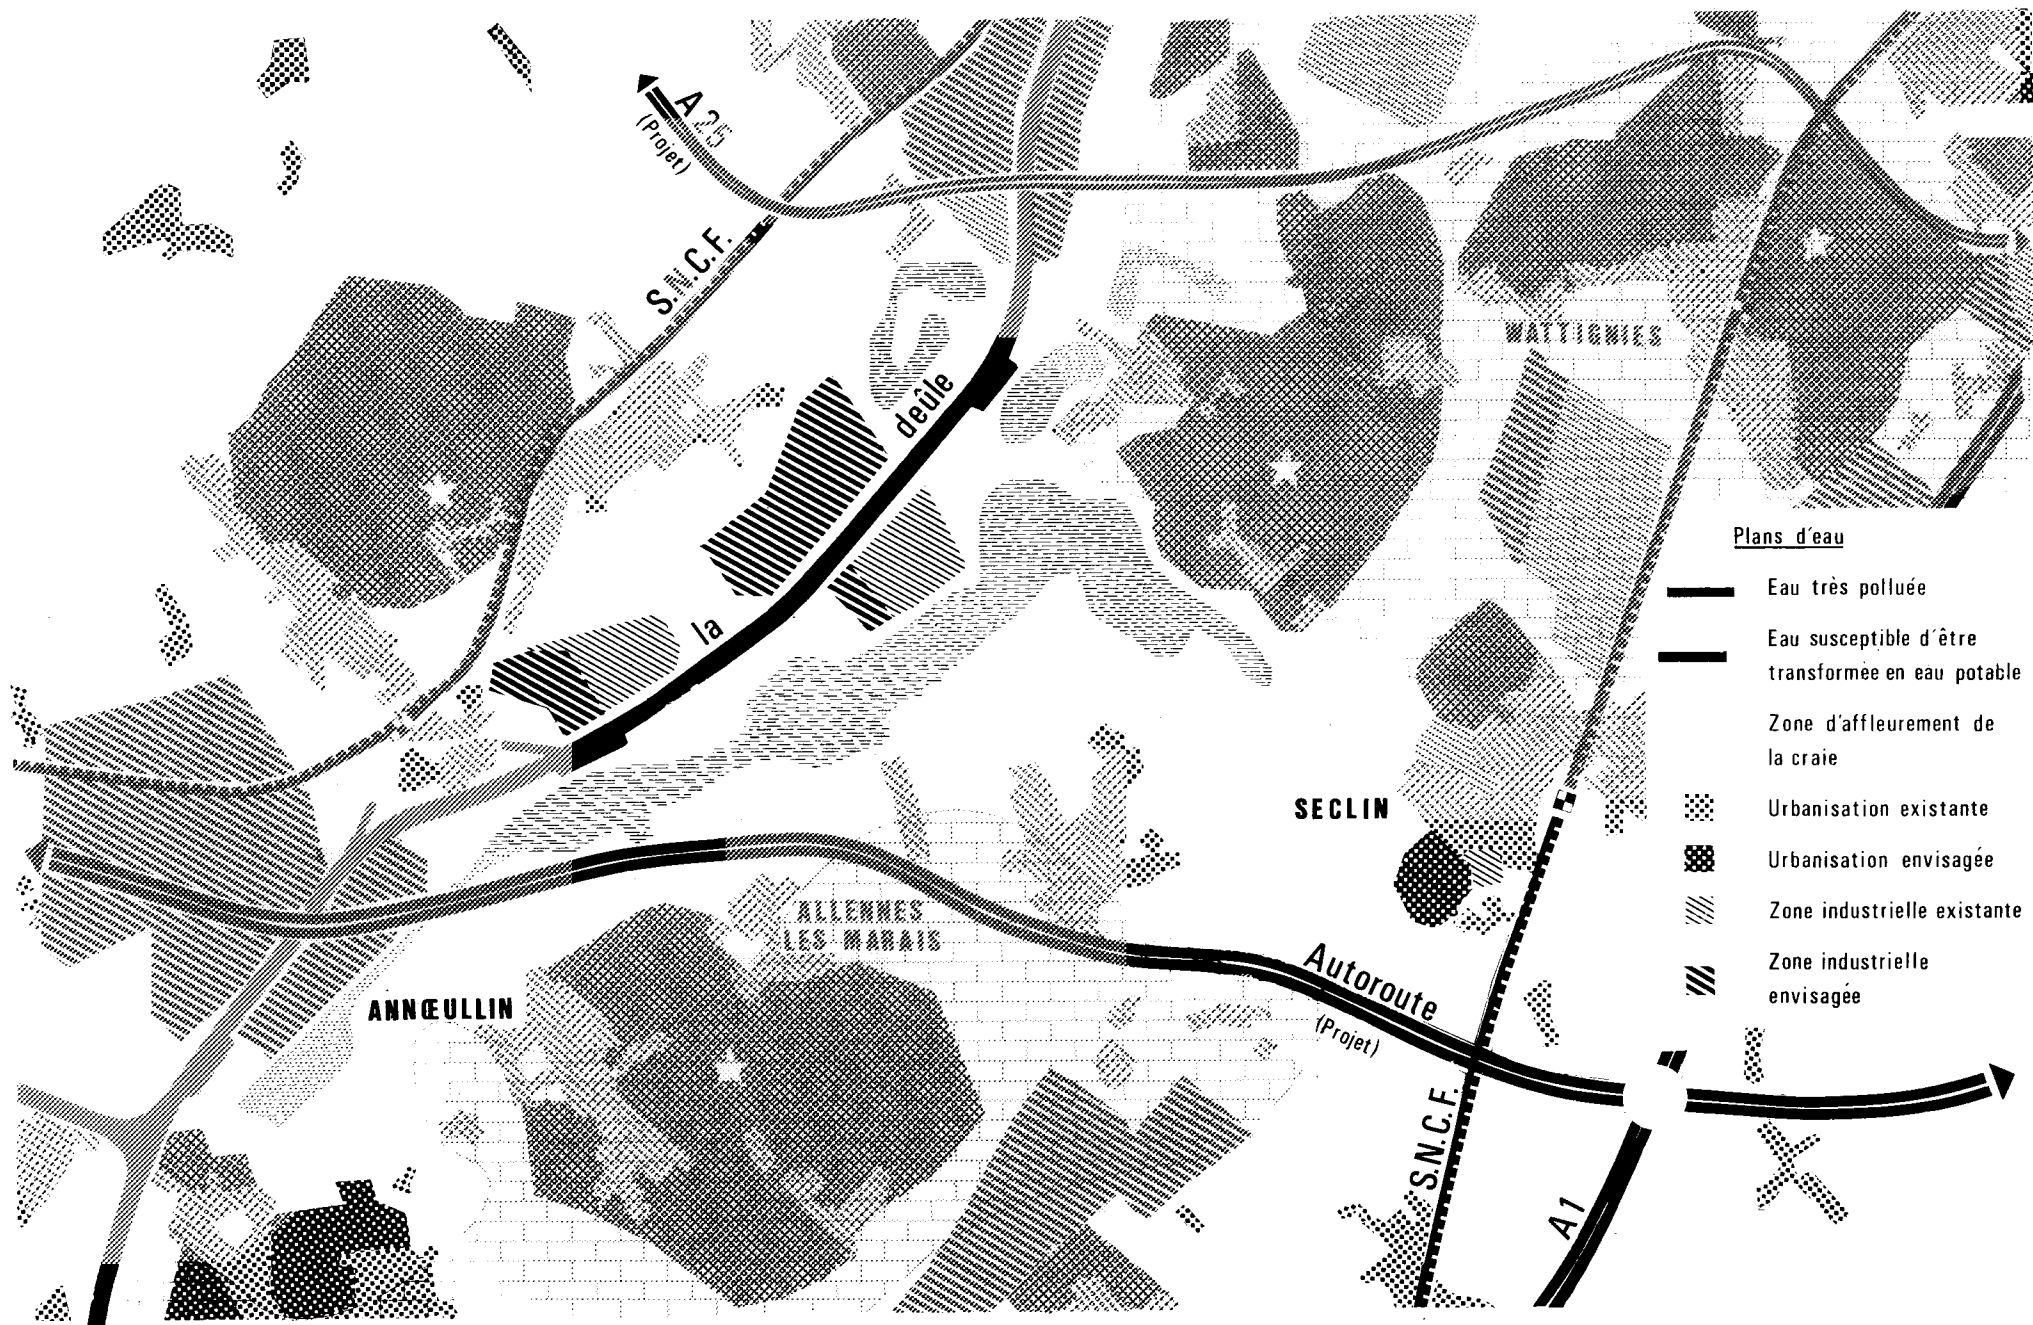 A 25
(Projet)
S.N.C.F.
WATTIGNIES
deûle
la
Plans d'eau
Eau très polluée
Eau susceptible d'être
transformée en eau potable
Zone d'affleurement de
la craie
Urbanisation existante
Urbanisation envisagée
Zone industrielle existante
Zone industrielle
envisagée
SECLIN
ALLENNES
LES MARAIS
ANNŒULLIN
Autoroute
(Projet)
S.N.C.F.
A1